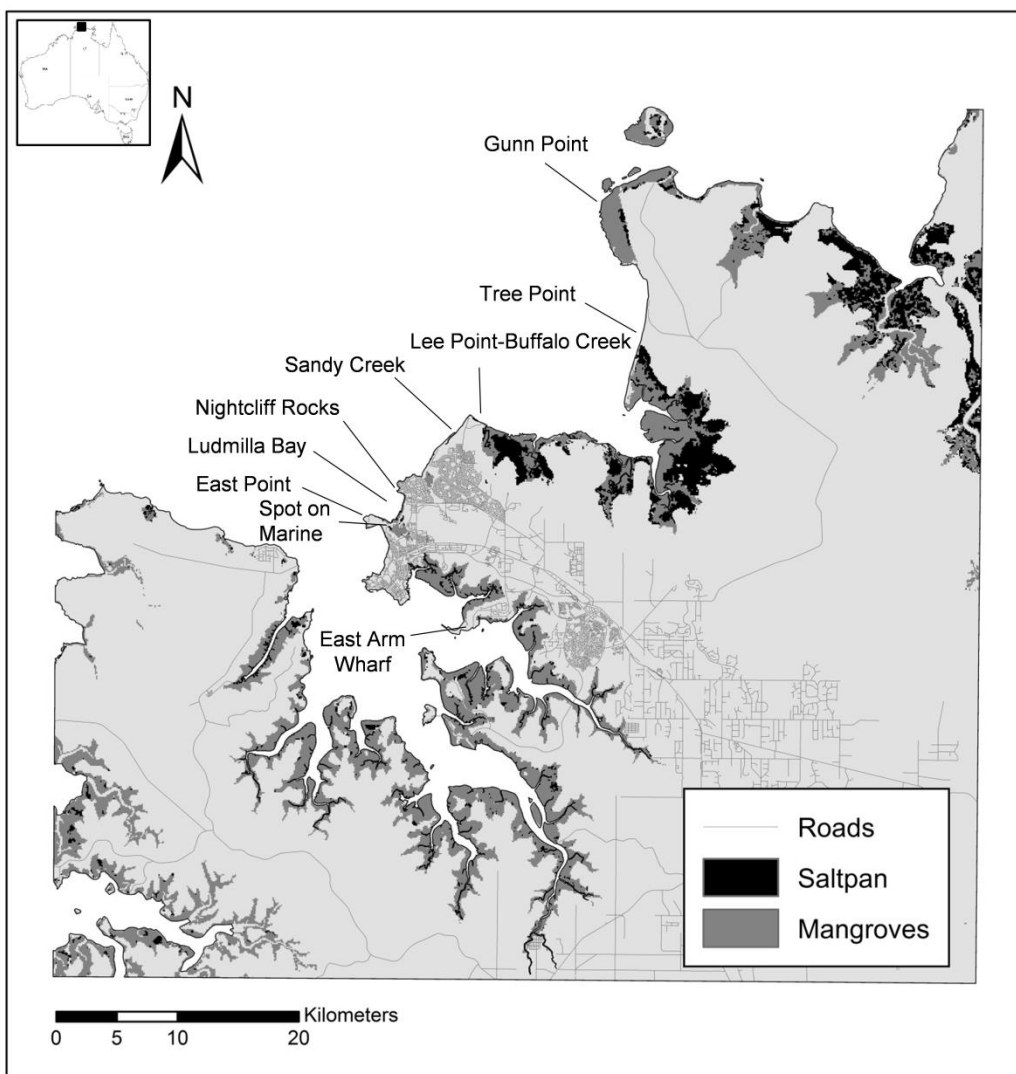 N
Gunn Point
Tree Point
Lee Point-Buffalo Creek
Sandy Creek
Nightcliff Rocks
Ludmilla Bay
East Point
Spot on
Marine
East Arm
Wharf
Roads
Saltpan
Mangroves
Kilometers
0 5 10 20